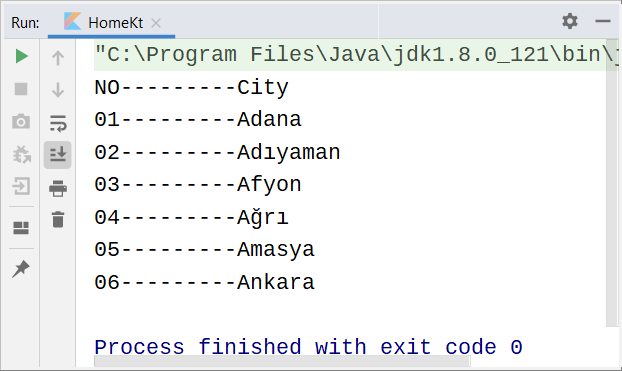 Run: HomeKt
"C:\Program Files\Java\jdk1.8.0_121\bin\
NO---------City
01---------Adana
02---------Adıyaman
03---------Afyon
04---------Ağrı
05---------Amasya
06---------Ankara
Process finished with exit code 0